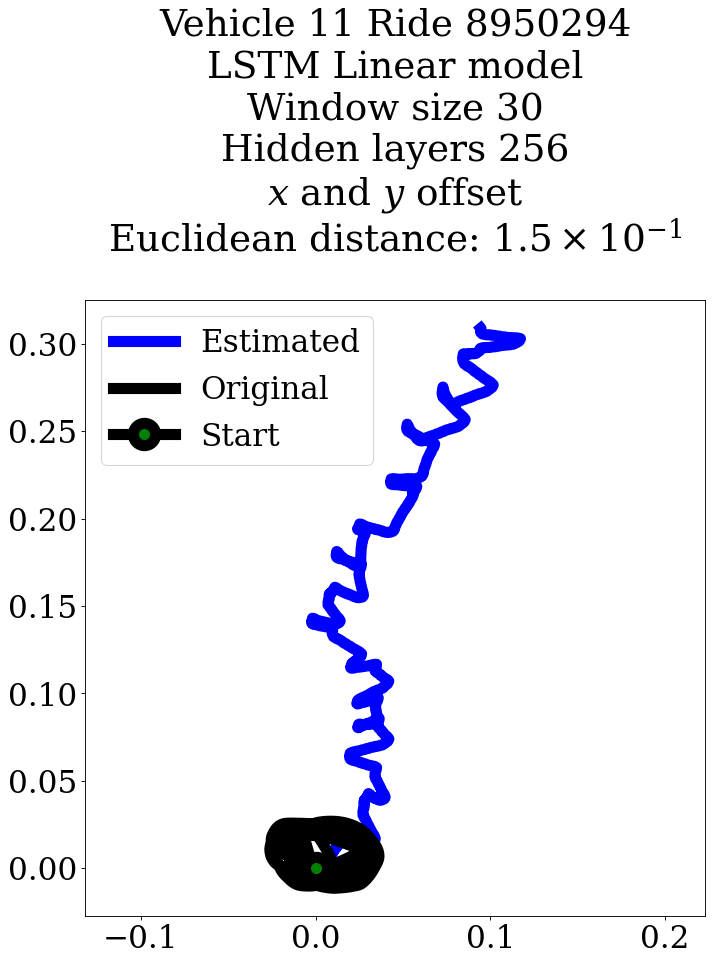 Vehicle 11 Ride 8950294
LSTM Linear model
Window size 30
Hidden layers 256
x and y offset
Euclidean distance: 1.5 × 10⁻¹
Estimated
Original
Start
0.30
0.25
0.20
0.15
0.10
0.05
0.00
−0.1 0.0 0.1 0.2